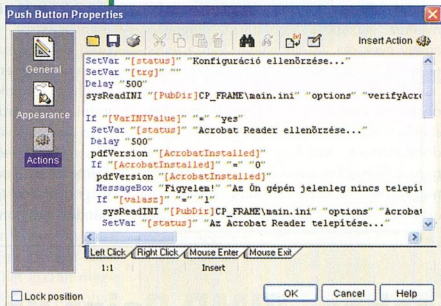 Push Button Properties
Insert Action
General
Appearance
Actions
SetVar "[status]" "Konfiguráció ellenõrzése..."
SetVar "[trg]" ""
Delay "500"
sysReadINI "[PubDir]CP_FRAME\main.ini" "options" "verifyAcro
If "[VarINIValue]" "=" "yes"
SetVar "[status]" "Acrobat Reader ellenõrzése..."
Delay "500"
pdfVersion "[AcrobatInstalled]"
If "[AcrobatInstalled]" "=" "0"
pdfVersion "[AcrobatInstalled]"
MessageBox "Figyelem!" "Az Ön gépén jelenleg nincs telepít
If "[valasz]" "=" "1"
sysReadINI "[PubDir]CP_FRAME\main.ini" "options" "Acrobat
SetVar "[status]" "Az Acrobat Reader telepítése..."
Left Click Right Click Mouse Enter Mouse Exit
1:1 Insert
Lock position OK Cancel Help